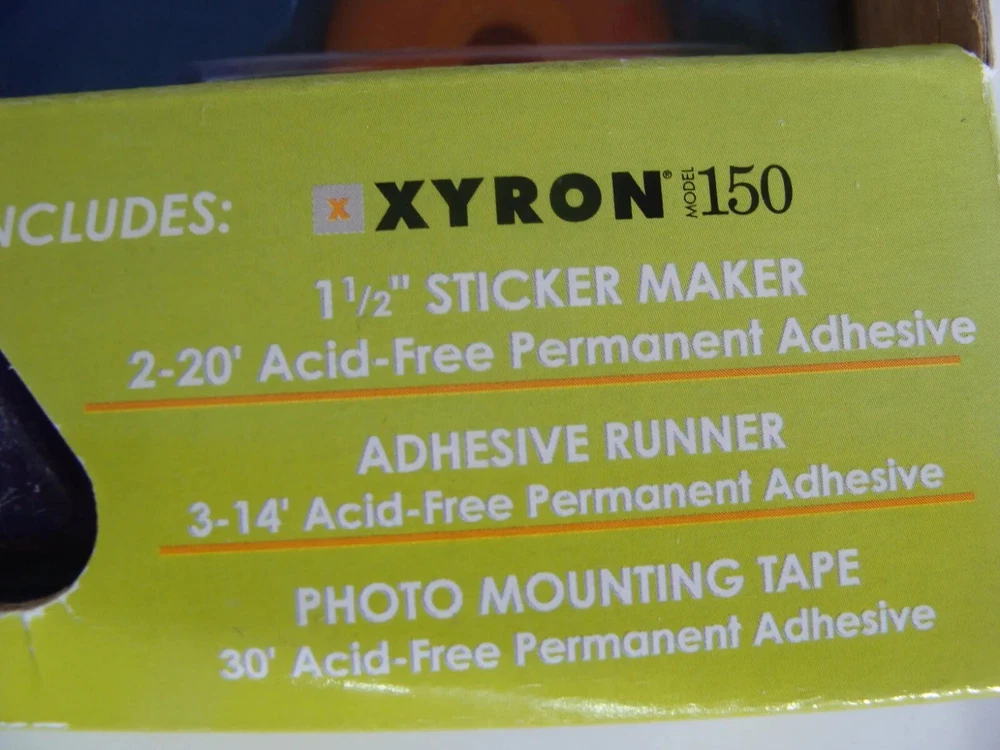 NCLUDES:
X XYRON® MODEL 150
1 1/2" STICKER MAKER
2-20' Acid-Free Permanent Adhesive
ADHESIVE RUNNER
3-14' Acid-Free Permanent Adhesive
PHOTO MOUNTING TAPE
30' Acid-Free Permanent Adhesive